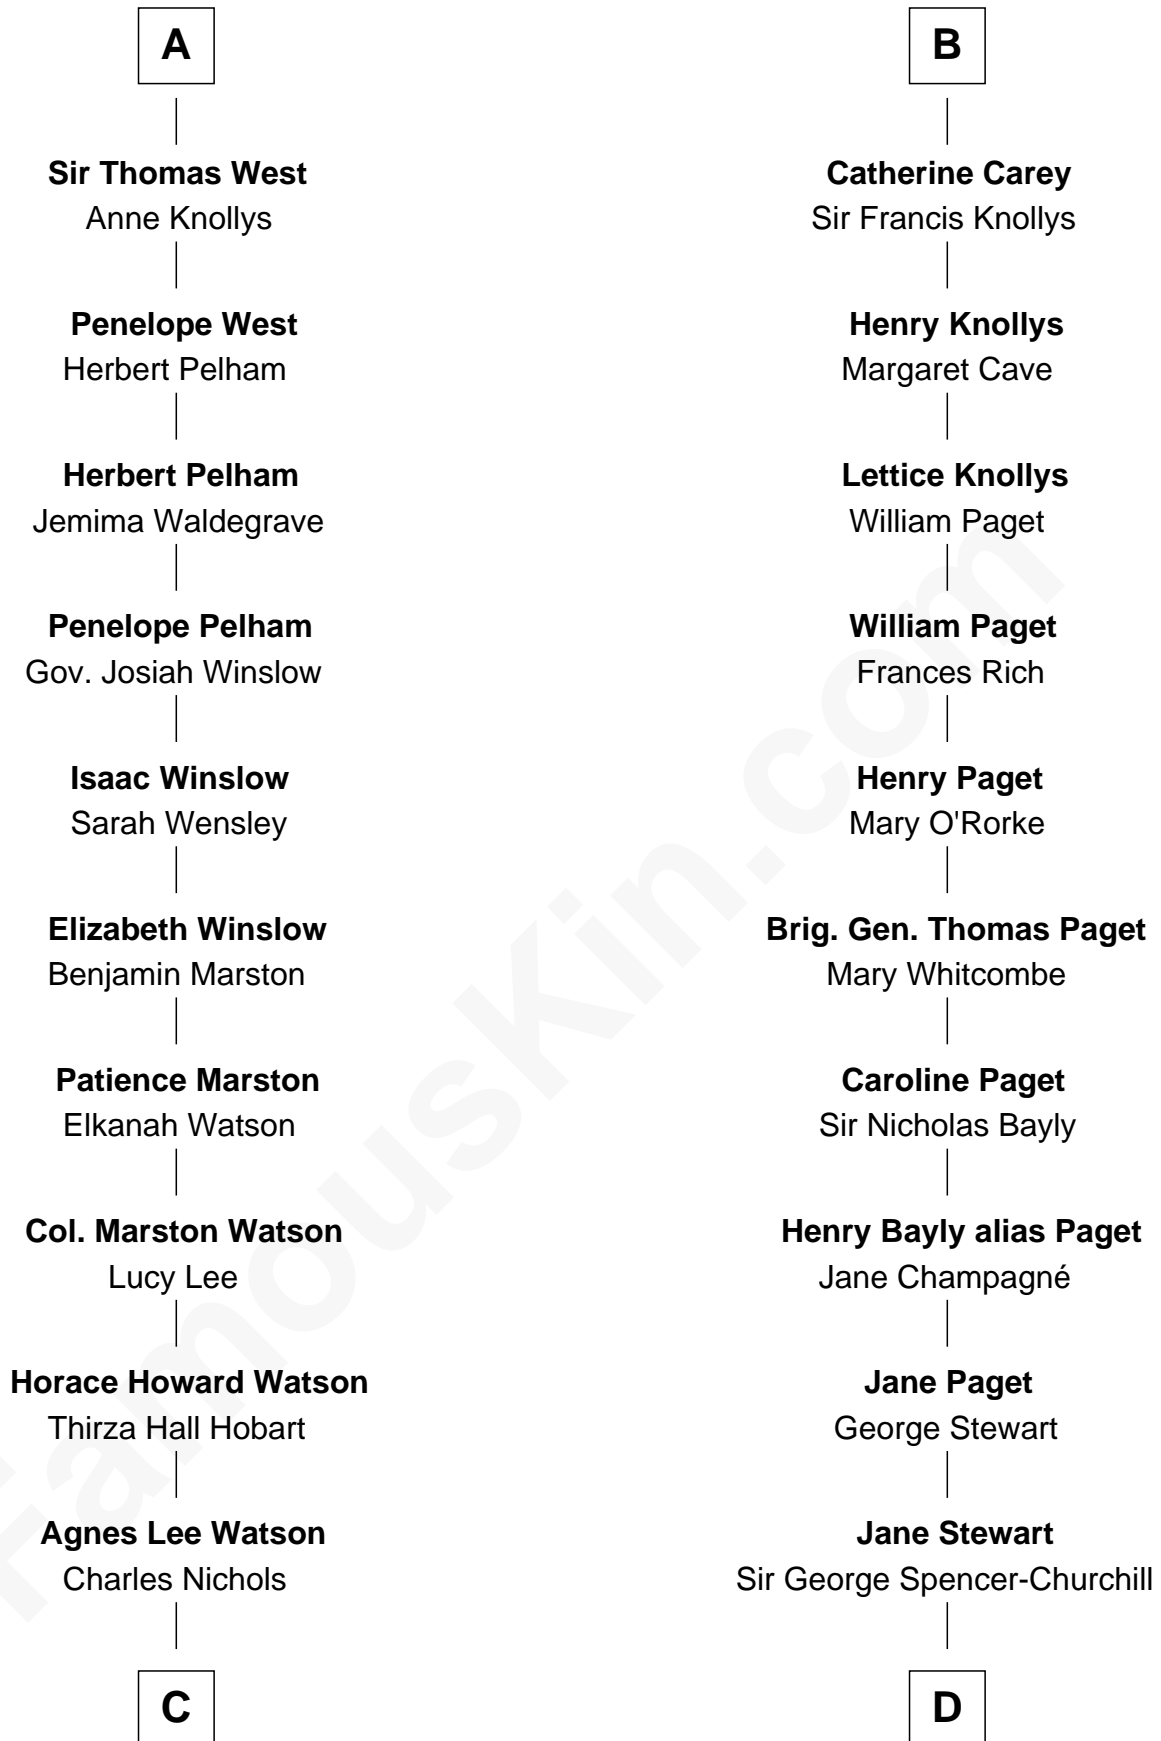 A
Sir Thomas West
Anne Knollys
Penelope West
Herbert Pelham
Herbert Pelham
Jemima Waldegrave
Penelope Pelham
Gov. Josiah Winslow
Isaac Winslow
Sarah Wensley
Elizabeth Winslow
Benjamin Marston
Patience Marston
Elkanah Watson
Col. Marston Watson
Lucy Lee
Horace Howard Watson
Thirza Hall Hobart
Agnes Lee Watson
Charles Nichols
C
B
Catherine Carey
Sir Francis Knollys
Henry Knollys
Margaret Cave
Lettice Knollys
William Paget
William Paget
Frances Rich
Henry Paget
Mary O'Rorke
Brig. Gen. Thomas Paget
Mary Whitcombe
Caroline Paget
Sir Nicholas Bayly
Henry Bayly alias Paget
Jane Champagné
Jane Paget
George Stewart
Jane Stewart
Sir George Spencer-Churchill
D
FamousKin.com